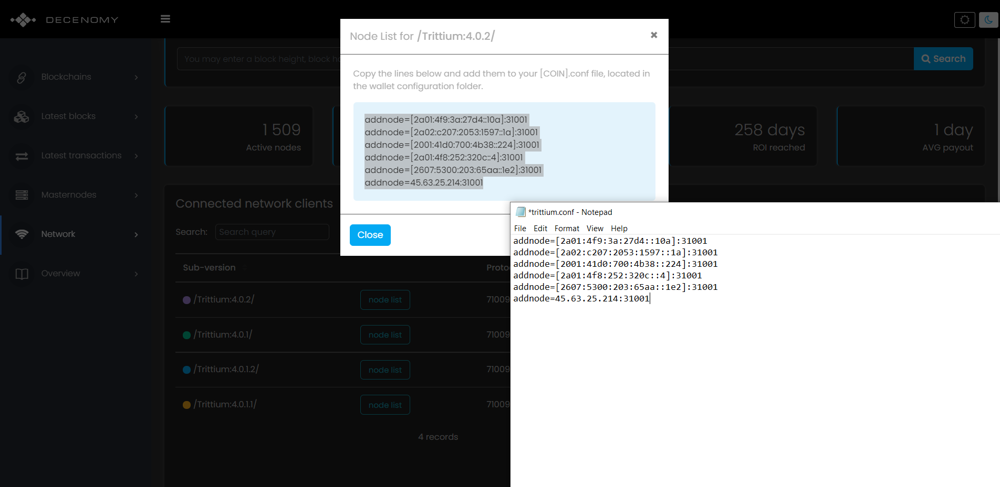 DECENOMY
You may enter a block height, block ha
Search
Blockchains
Latest blocks
Latest transactions
Masternodes
Network
Overview
1 509
Active nodes
258 days
ROI reached
1 day
AVG payout
Connected network clients
Search:
Search query
Sub-version
Proto
/Trittium:4.0.2/
node list
71009
/Trittium:4.0.1/
node list
71009
/Trittium:4.0.1.2/
node list
71009
/Trittium:4.0.1.1/
node list
71009
4 records
Node List for /Trittium:4.0.2/
Copy the lines below and add them to your [COIN].conf file, located in
the wallet configuration folder.
addnode=[2a01:4f9:3a:27d4::10a]:31001
addnode=[2a02:c207:2053:1597::1a]:31001
addnode=[2001:41d0:700:4b38::224]:31001
addnode=[2a01:4f8:252:320c::4]:31001
addnode=[2607:5300:203:65aa::1e2]:31001
addnode=45.63.25.214:31001
Close
*trittium.conf - Notepad
File Edit Format View Help
addnode=[2a01:4f9:3a:27d4::10a]:31001
addnode=[2a02:c207:2053:1597::1a]:31001
addnode=[2001:41d0:700:4b38::224]:31001
addnode=[2a01:4f8:252:320c::4]:31001
addnode=[2607:5300:203:65aa::1e2]:31001
addnode=45.63.25.214:31001